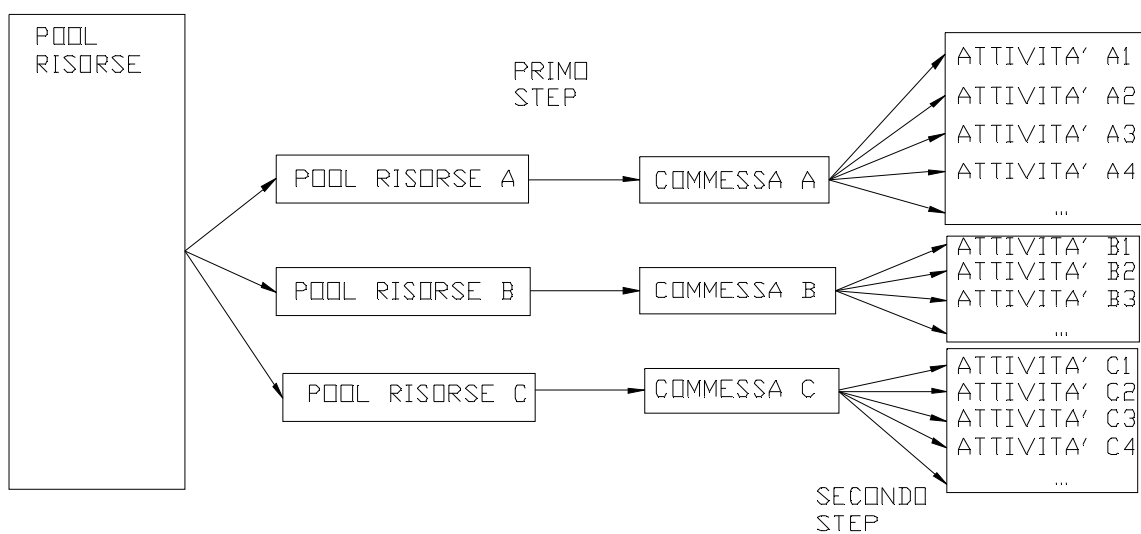 POOL
RISORSE
PRIMO
STEP
POOL RISORSE A
COMMESSA A
ATTIVITA' A1
ATTIVITA' A2
ATTIVITA' A3
ATTIVITA' A4
...
POOL RISORSE B
COMMESSA B
ATTIVITA' B1
ATTIVITA' B2
ATTIVITA' B3
...
POOL RISORSE C
COMMESSA C
ATTIVITA' C1
ATTIVITA' C2
ATTIVITA' C3
ATTIVITA' C4
...
SECONDO
STEP